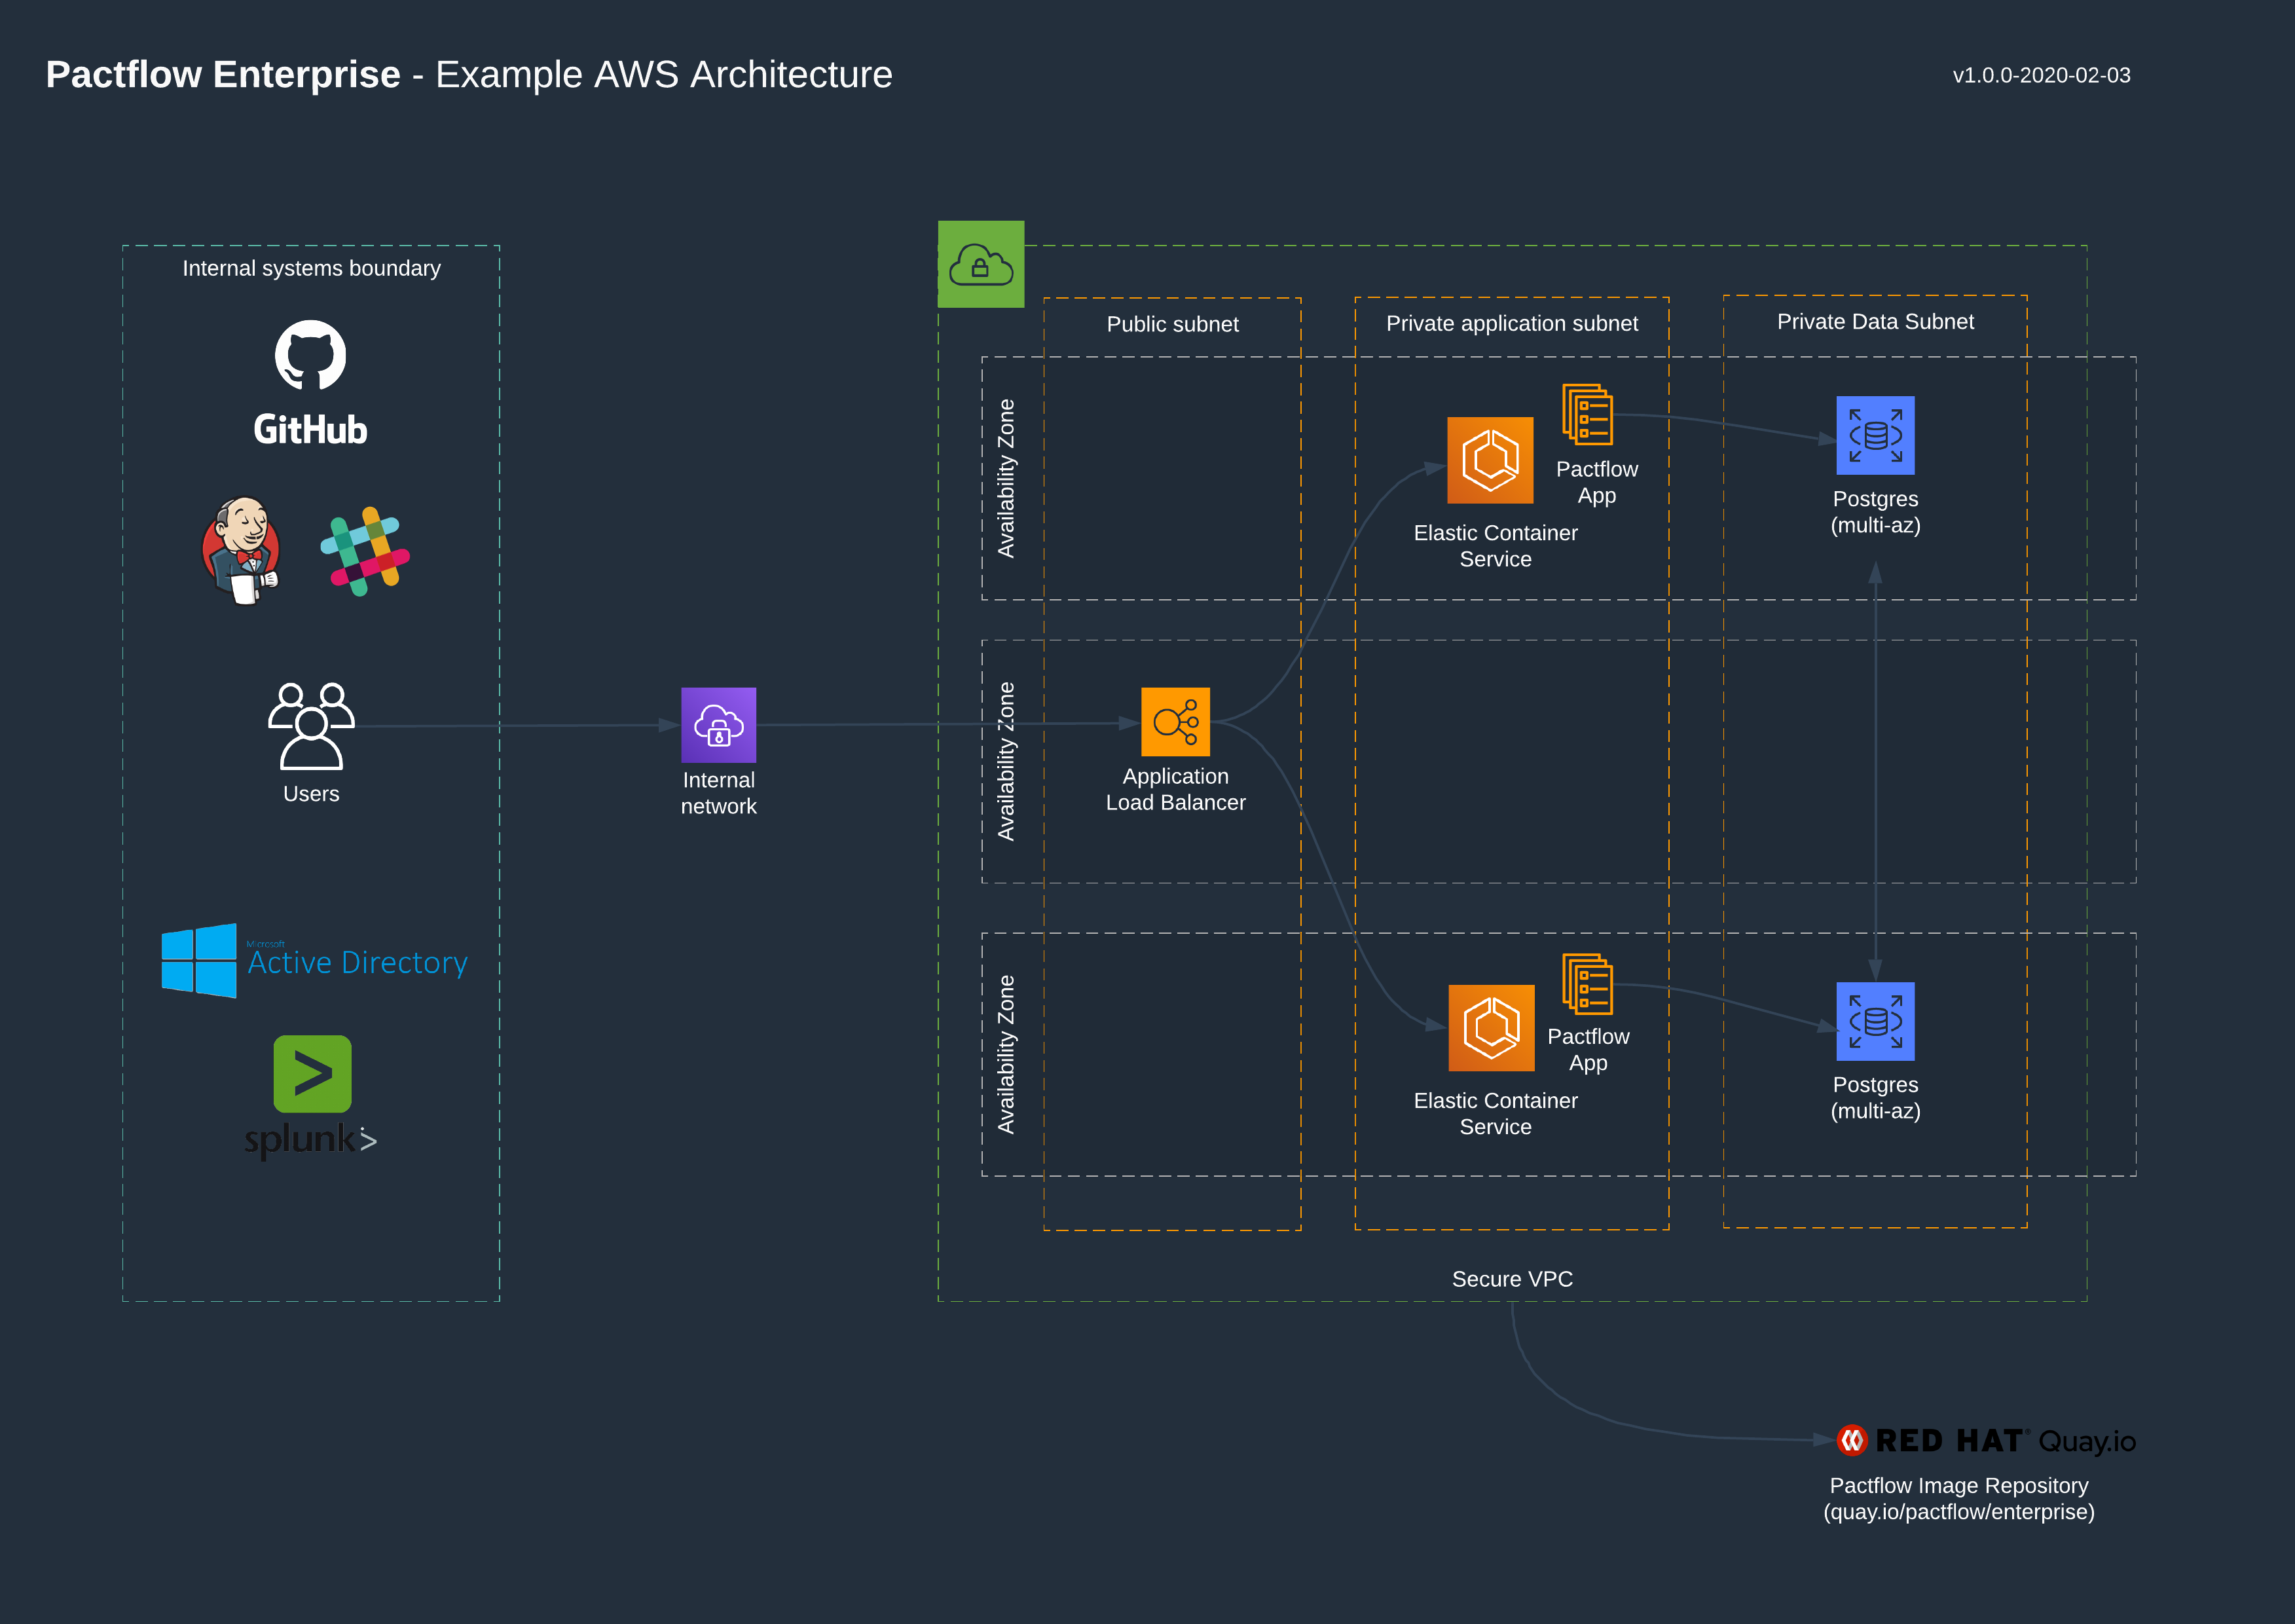 Pactflow Enterprise - Example AWS Architecture
v1.0.0-2020-02-03
Internal systems boundary
GitHub
Users
Microsoft
Active Directory
splunk>
Internal
network
Public subnet
Private application subnet
Private Data Subnet
Availability Zone
Pactflow
App
Elastic Container
Service
Postgres
(multi-az)
Availability Zone
Application
Load Balancer
Availability Zone
Pactflow
App
Elastic Container
Service
Postgres
(multi-az)
Secure VPC
RED HAT® Quay.io
Pactflow Image Repository
(quay.io/pactflow/enterprise)